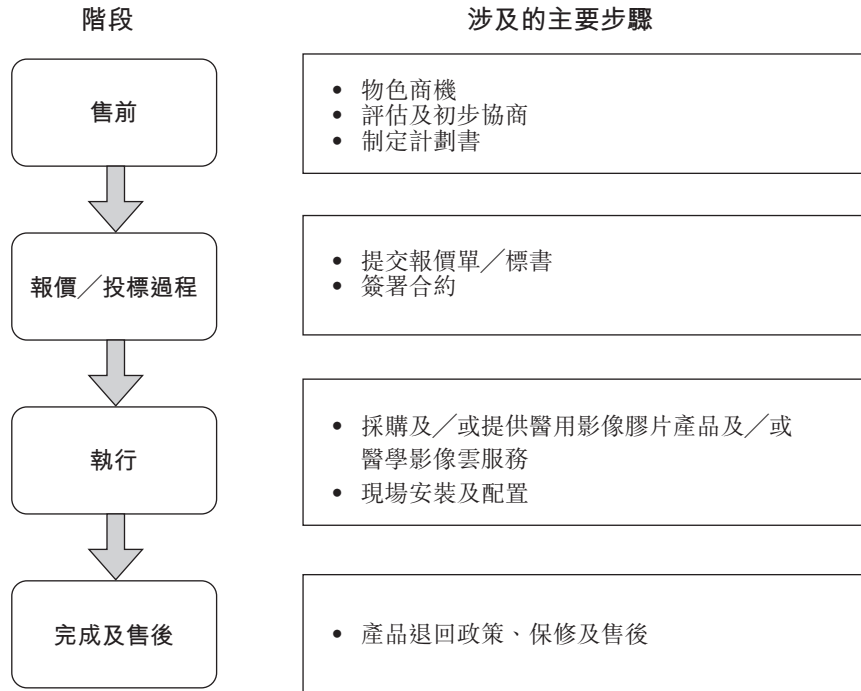 階段
涉及的主要步驟
售前
• 物色商機
• 評估及初步協商
• 制定計劃書
報價／投標過程
• 提交報價單／標書
• 簽署合約
執行
• 採購及／或提供醫用影像膠片產品及／或
醫學影像雲服務
• 現場安裝及配置
完成及售後
• 產品退回政策、保修及售後